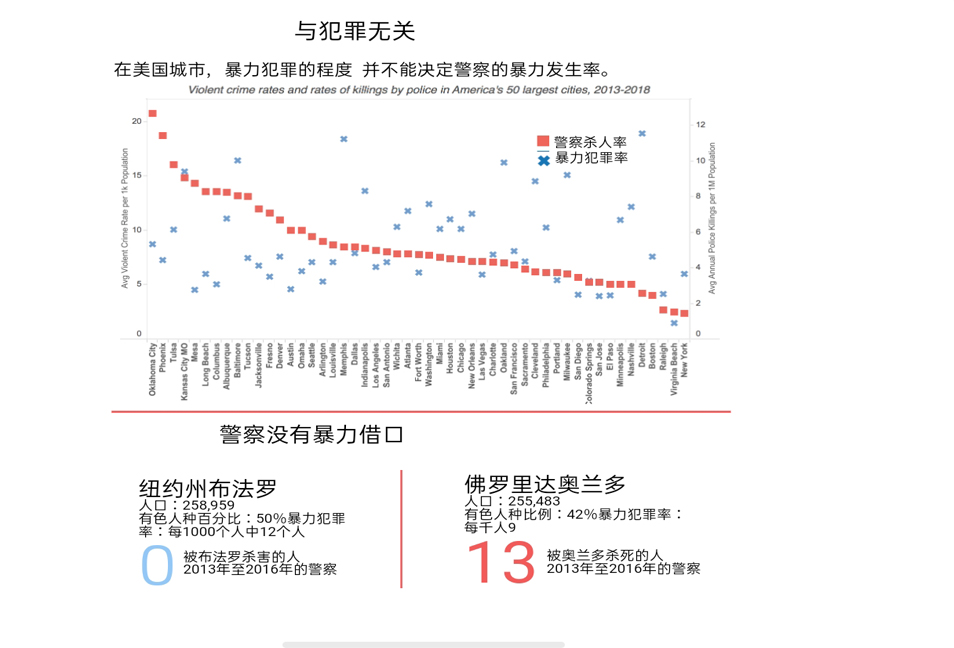 与犯罪无关
在美国城市，暴力犯罪的程度 并不能决定警察的暴力发生率。
Violent crime rates and rates of killings by police in America's 50 largest cities, 2013-2018
警察杀人率
暴力犯罪率
Avg Violent Crime Rate per 1k Population
20
15
10
5
0
Avg Annual Police Killings per 1M Population
12
10
8
6
4
2
0
Oklahoma City
Phoenix
Tulsa
Kansas City MO
Mesa
Long Beach
Columbus
Albuquerque
Baltimore
Tucson
Jacksonville
Fresno
Denver
Austin
Omaha
Seattle
Arlington
Louisville
Memphis
Dallas
Indianapolis
Los Angeles
San Antonio
Wichita
Atlanta
Fort Worth
Washington
Miami
Houston
Chicago
New Orleans
Las Vegas
Charlotte
Oakland
San Francisco
Sacramento
Cleveland
Philadelphia
Portland
Milwaukee
San Diego
Colorado Springs
San Jose
El Paso
Minneapolis
Nashville
Detroit
Boston
Raleigh
Virginia Beach
New York
警察没有暴力借口
纽约州布法罗
人口：258,959
有色人种百分比：50%暴力犯罪
率：每1000个人中12个人
0
被布法罗杀害的人
2013年至2016年的警察
佛罗里达奥兰多
人口：255,483
有色人种比例：42%暴力犯罪率：
每千人9
13
被奥兰多杀死的人
2013年至2016年的警察